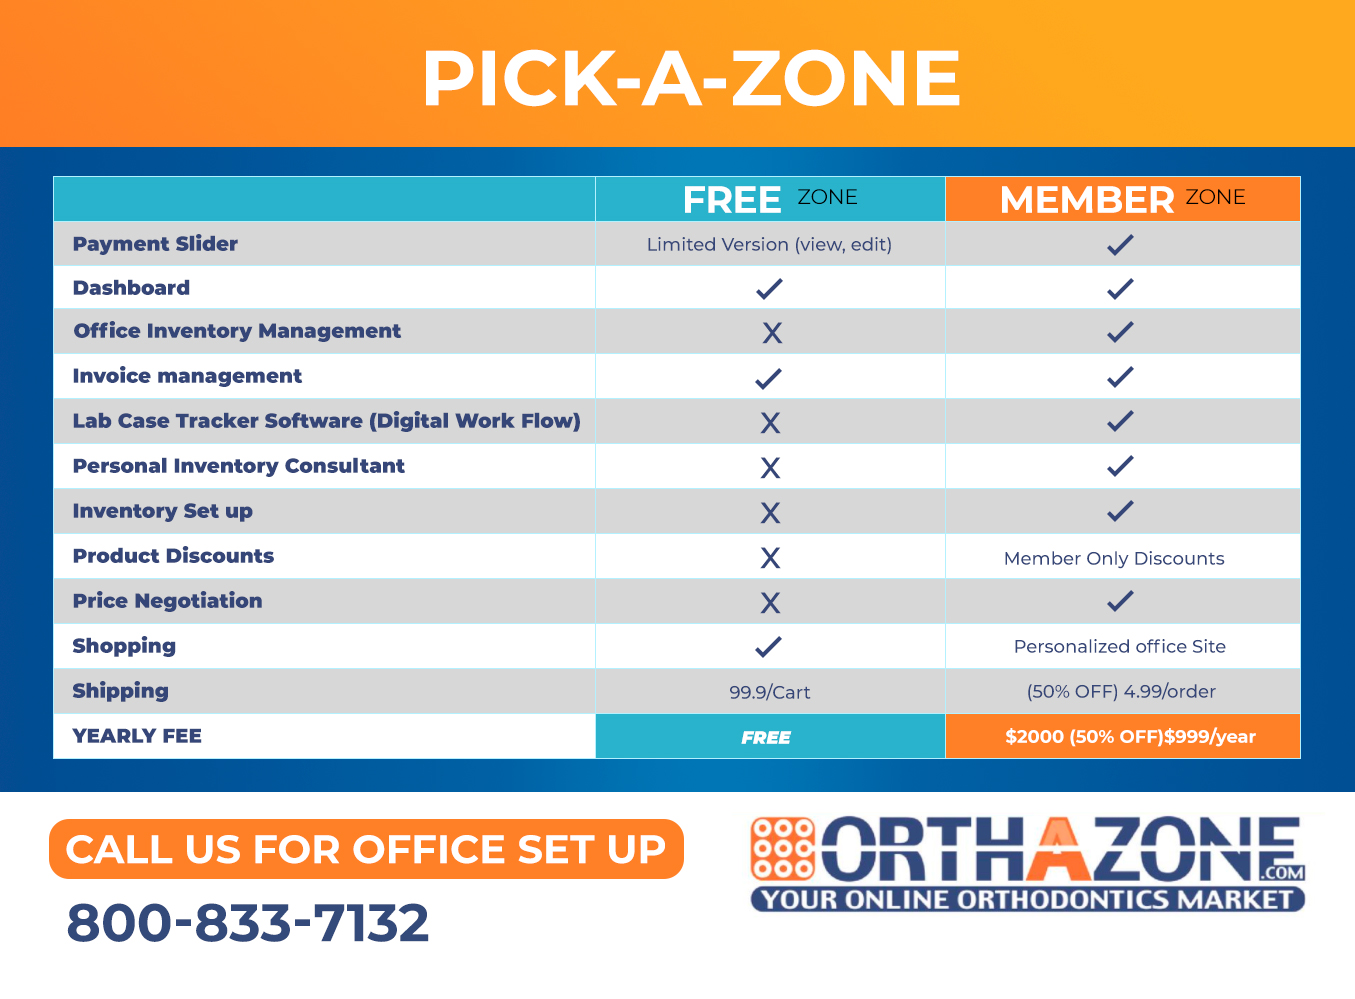 PICK-A-ZONE
FREE ZONE MEMBER ZONE
Payment Slider Limited Version (view, edit) ✓
Dashboard ✓ ✓
Office Inventory Management X ✓
Invoice management ✓ ✓
Lab Case Tracker Software (Digital Work Flow) X ✓
Personal Inventory Consultant X ✓
Inventory Set up X ✓
Product Discounts X Member Only Discounts
Price Negotiation X ✓
Shopping ✓ Personalized office Site
Shipping 99.9/Cart (50% OFF) 4.99/order
YEARLY FEE FREE $2000 (50% OFF)$999/year
CALL US FOR OFFICE SET UP
800-833-7132
ORTHAZONE.COM
YOUR ONLINE ORTHODONTICS MARKET